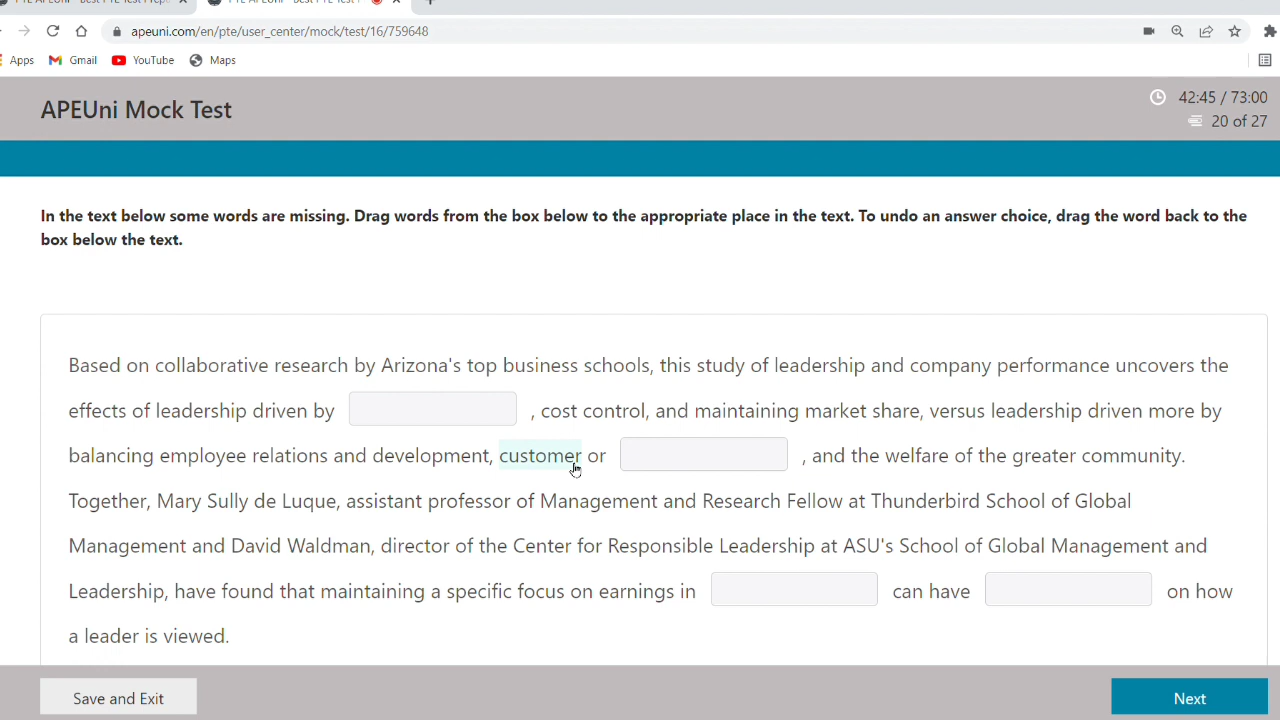 apeuni.com/en/pte/user_center/mock/test/16/759648
Apps Gmail YouTube Maps
APEUni Mock Test
42:45 / 73:00
20 of 27
In the text below some words are missing. Drag words from the box below to the appropriate place in the text. To undo an answer choice, drag the word back to the
box below the text.
Based on collaborative research by Arizona's top business schools, this study of leadership and company performance uncovers the
effects of leadership driven by , cost control, and maintaining market share, versus leadership driven more by
balancing employee relations and development, customer or , and the welfare of the greater community.
Together, Mary Sully de Luque, assistant professor of Management and Research Fellow at Thunderbird School of Global
Management and David Waldman, director of the Center for Responsible Leadership at ASU's School of Global Management and
Leadership, have found that maintaining a specific focus on earnings in can have on how
a leader is viewed.
Save and Exit
Next